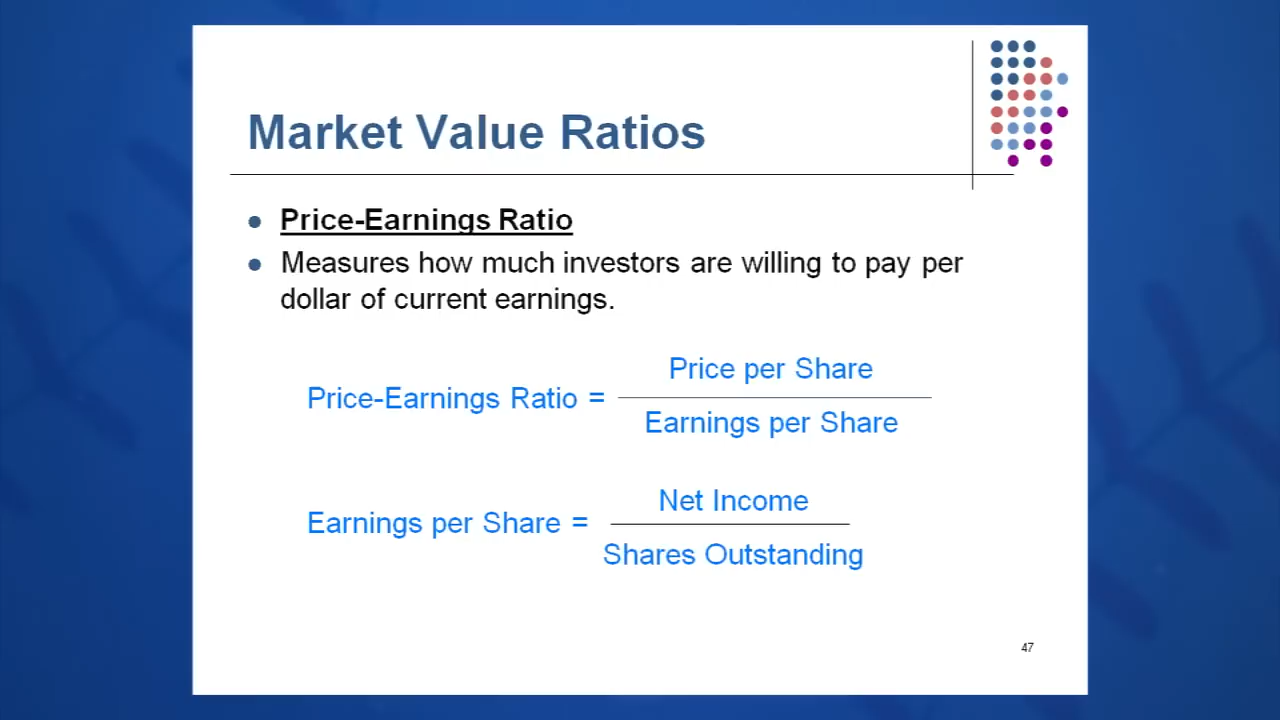 Market Value Ratios
Price-Earnings Ratio
Measures how much investors are willing to pay per
dollar of current earnings.
Price per Share
Price-Earnings Ratio =
Earnings per Share
Net Income
Earnings per Share =
Shares Outstanding
47